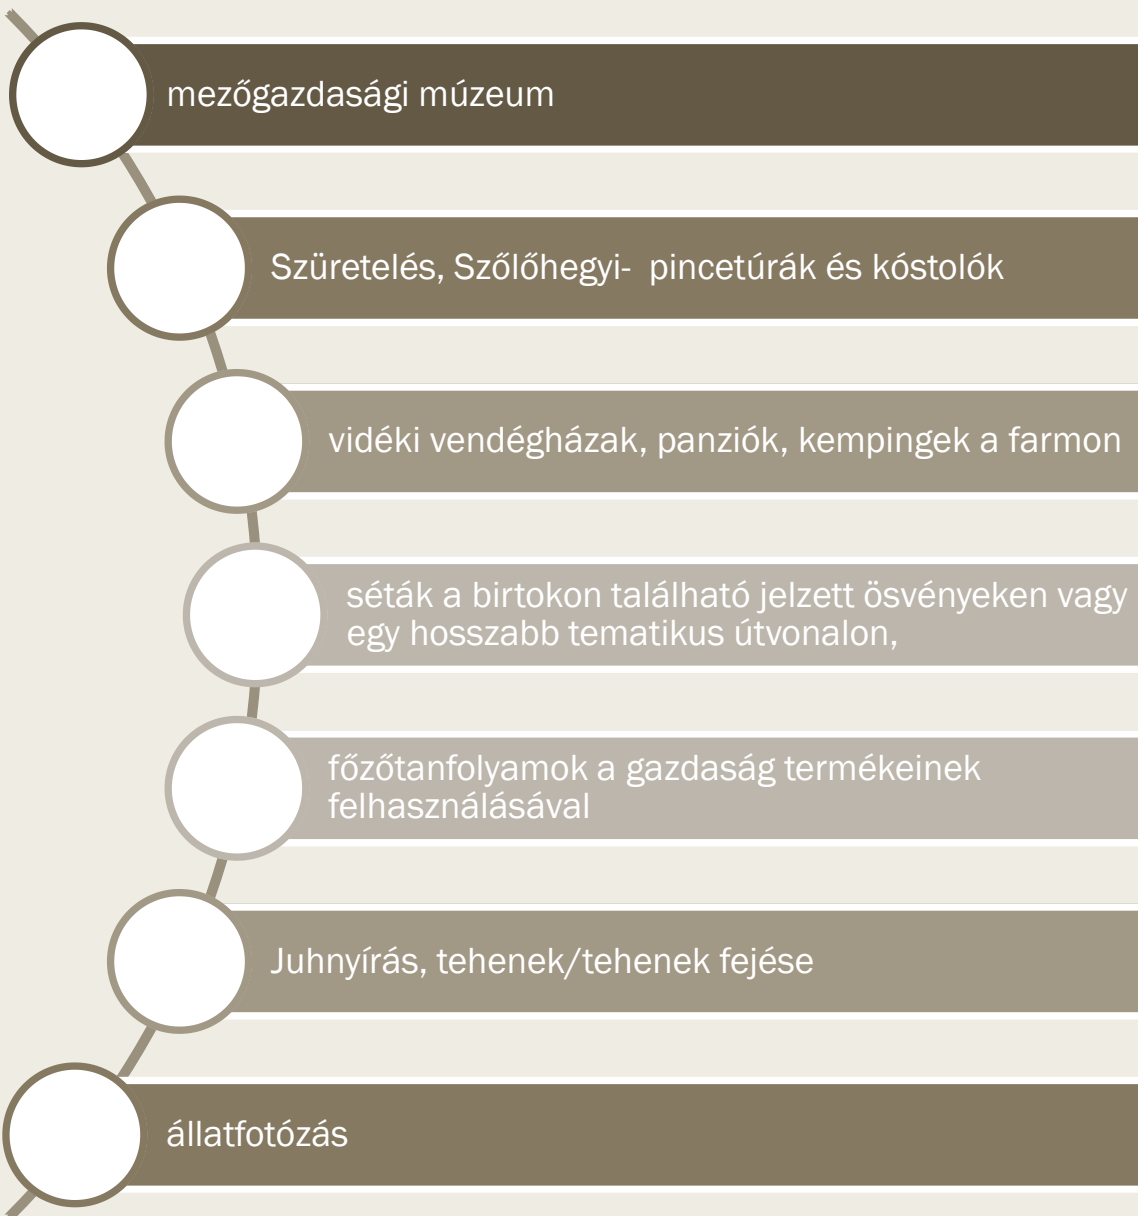 mezőgazdasági múzeum
Szüretelés, Szőlőhegyi- pincetúrák és kóstolók
vidéki vendégházak, panziók, kempingek a farmon
séták a birtokon található jelzett ösvényeken vagy
egy hosszabb tematikus útvonalon,
főzőtanfolyamok a gazdaság termékeinek
felhasználásával
Juhnyírás, tehenek/tehenek fejése
állatfotózás